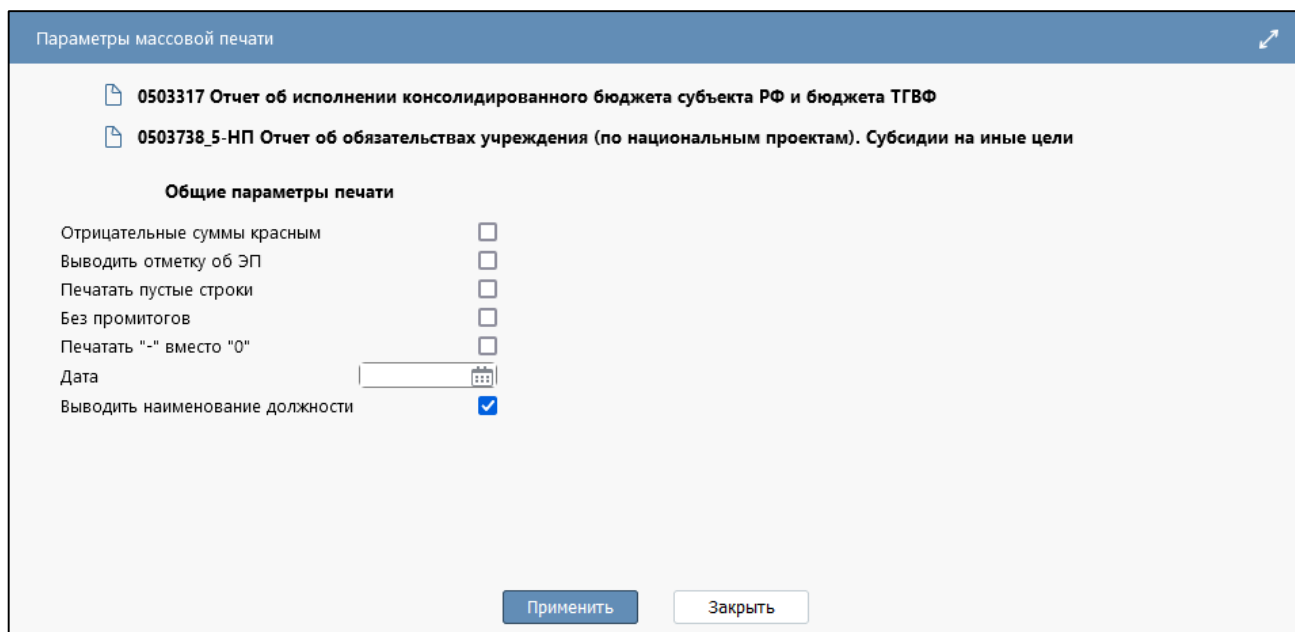 Параметры массовой печати
0503317 Отчет об исполнении консолидированного бюджета субъекта РФ и бюджета ТГВФ
0503738_5-НП Отчет об обязательствах учреждения (по национальным проектам). Субсидии на иные цели
Общие параметры печати
Отрицательные суммы красным
Выводить отметку об ЭП
Печатать пустые строки
Без промитогов
Печатать "-" вместо "0"
Дата
Выводить наименование должности
Применить Закрыть